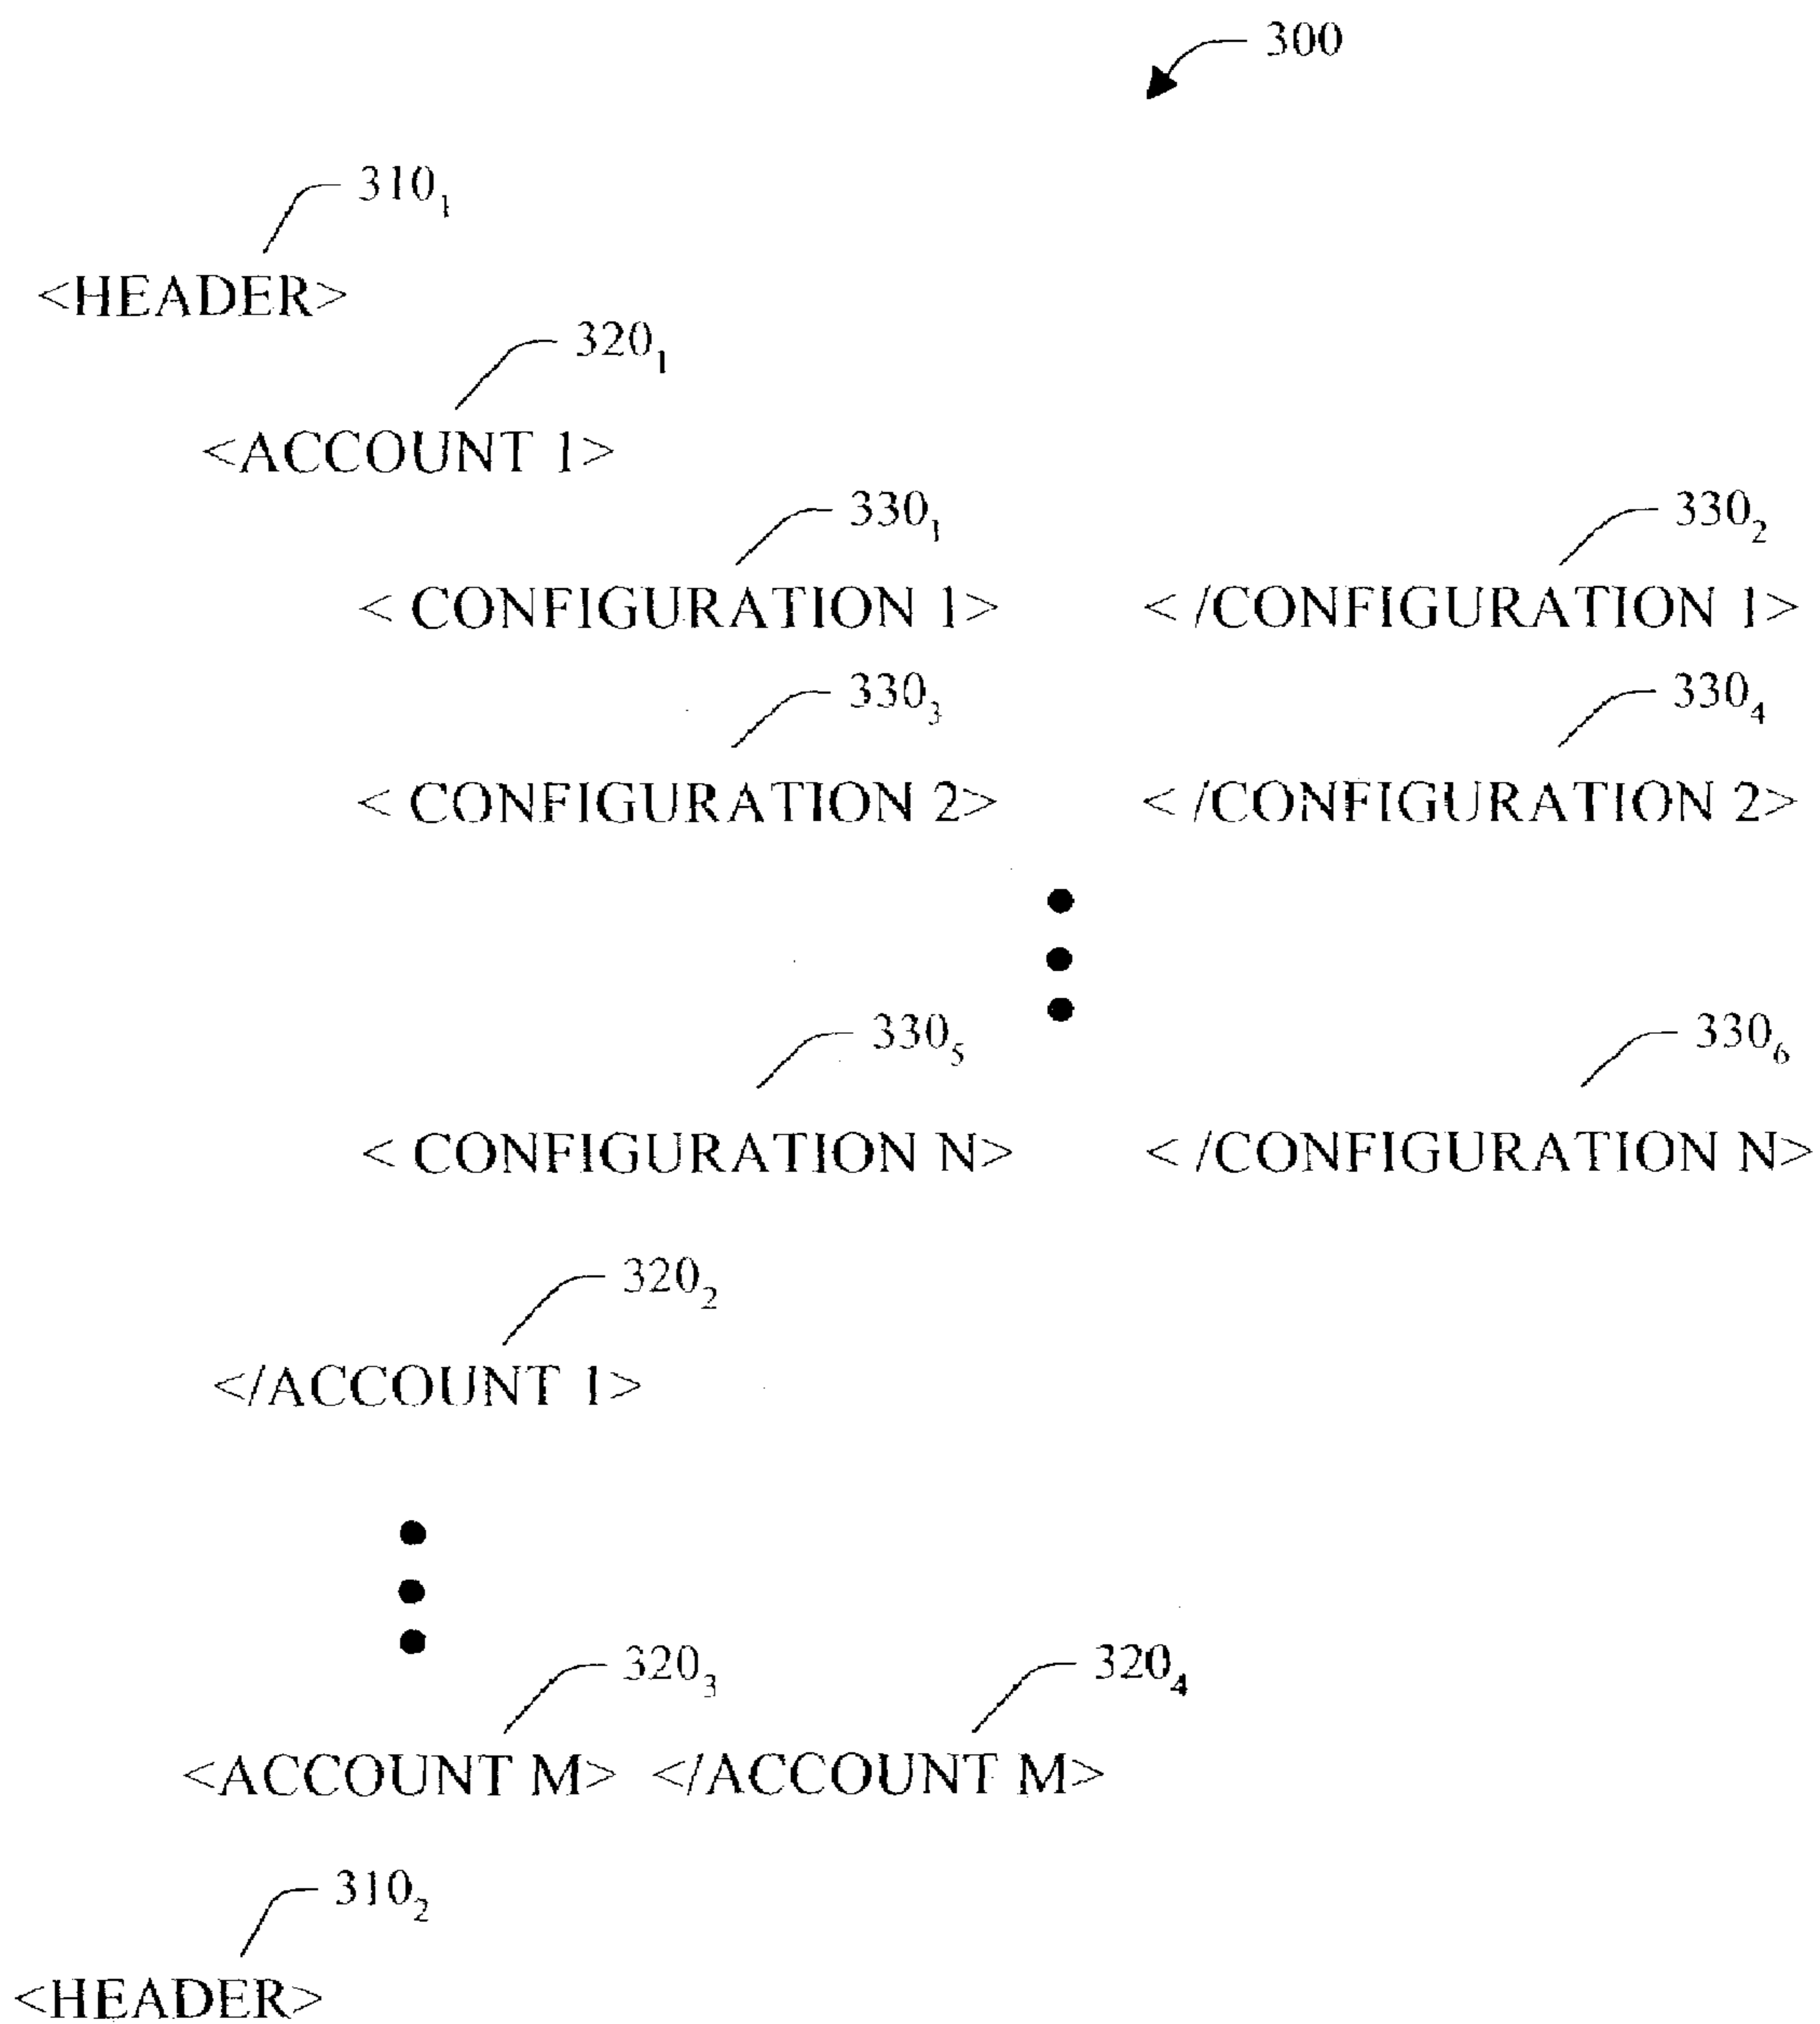 300
310₁
<HEADER>
320₁
<ACCOUNT 1>
330₁ 330₂
< CONFIGURATION 1> < /CONFIGURATION 1>
330₃ 330₄
< CONFIGURATION 2> < /CONFIGURATION 2>
330₅ 330₆
< CONFIGURATION N> < /CONFIGURATION N>
320₂
</ACCOUNT 1>
320₃ 320₄
<ACCOUNT M> </ACCOUNT M>
310₂
<HEADER>